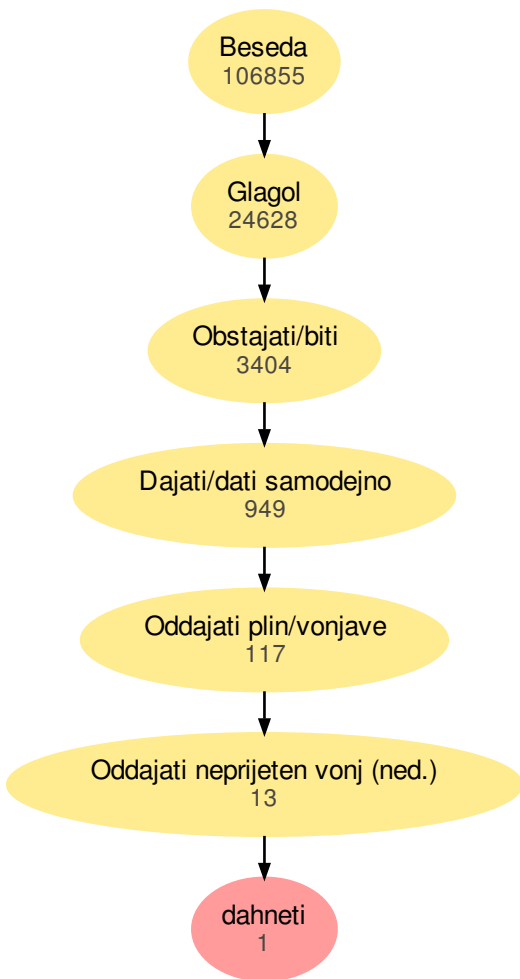 Beseda
106855
Glagol
24628
Obstajati/biti
3404
Dajati/dati samodejno
949
Oddajati plin/vonjave
117
Oddajati neprijeten vonj (ned.)
13
dahneti
1